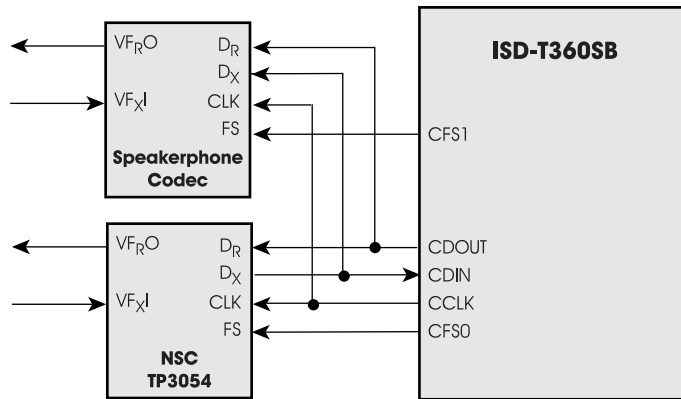 VFRO
DR
DX
VFXI
CLK
FS
Speakerphone
Codec
ISD-T360SB
CFS1
VFRO
DR
CDOUT
DX
CDIN
VFXI
CLK
CCLK
FS
CFS0
NSC
TP3054